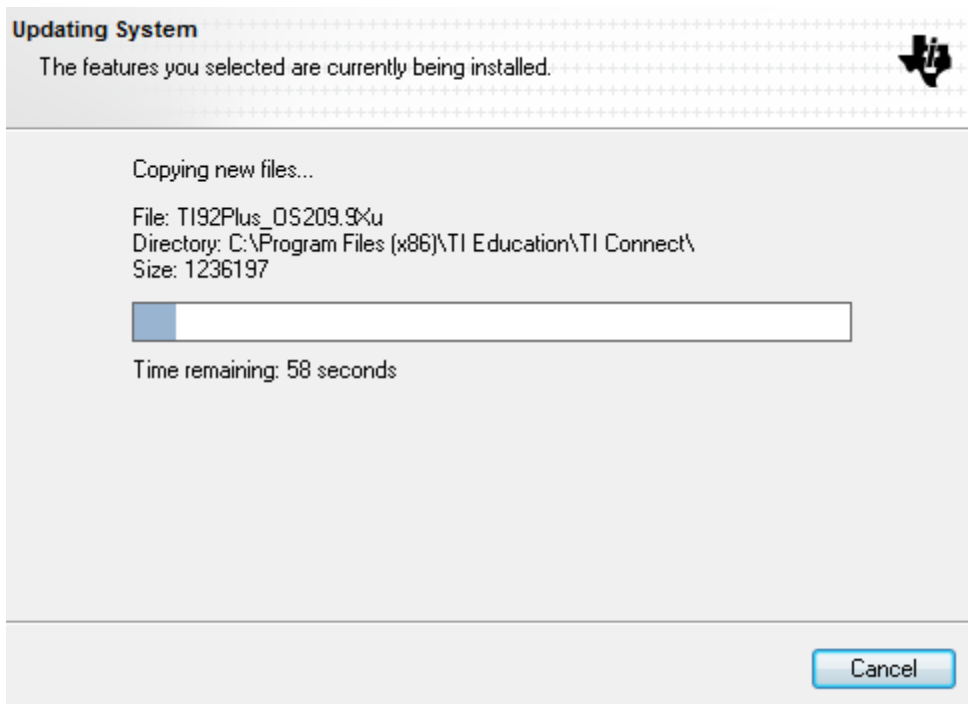 Updating System
The features you selected are currently being installed.
Copying new files...
File: TI92Plus_OS209.9Xu
Directory: C:\Program Files (x86)\TI Education\TI Connect\
Size: 1236197
Time remaining: 58 seconds
Cancel